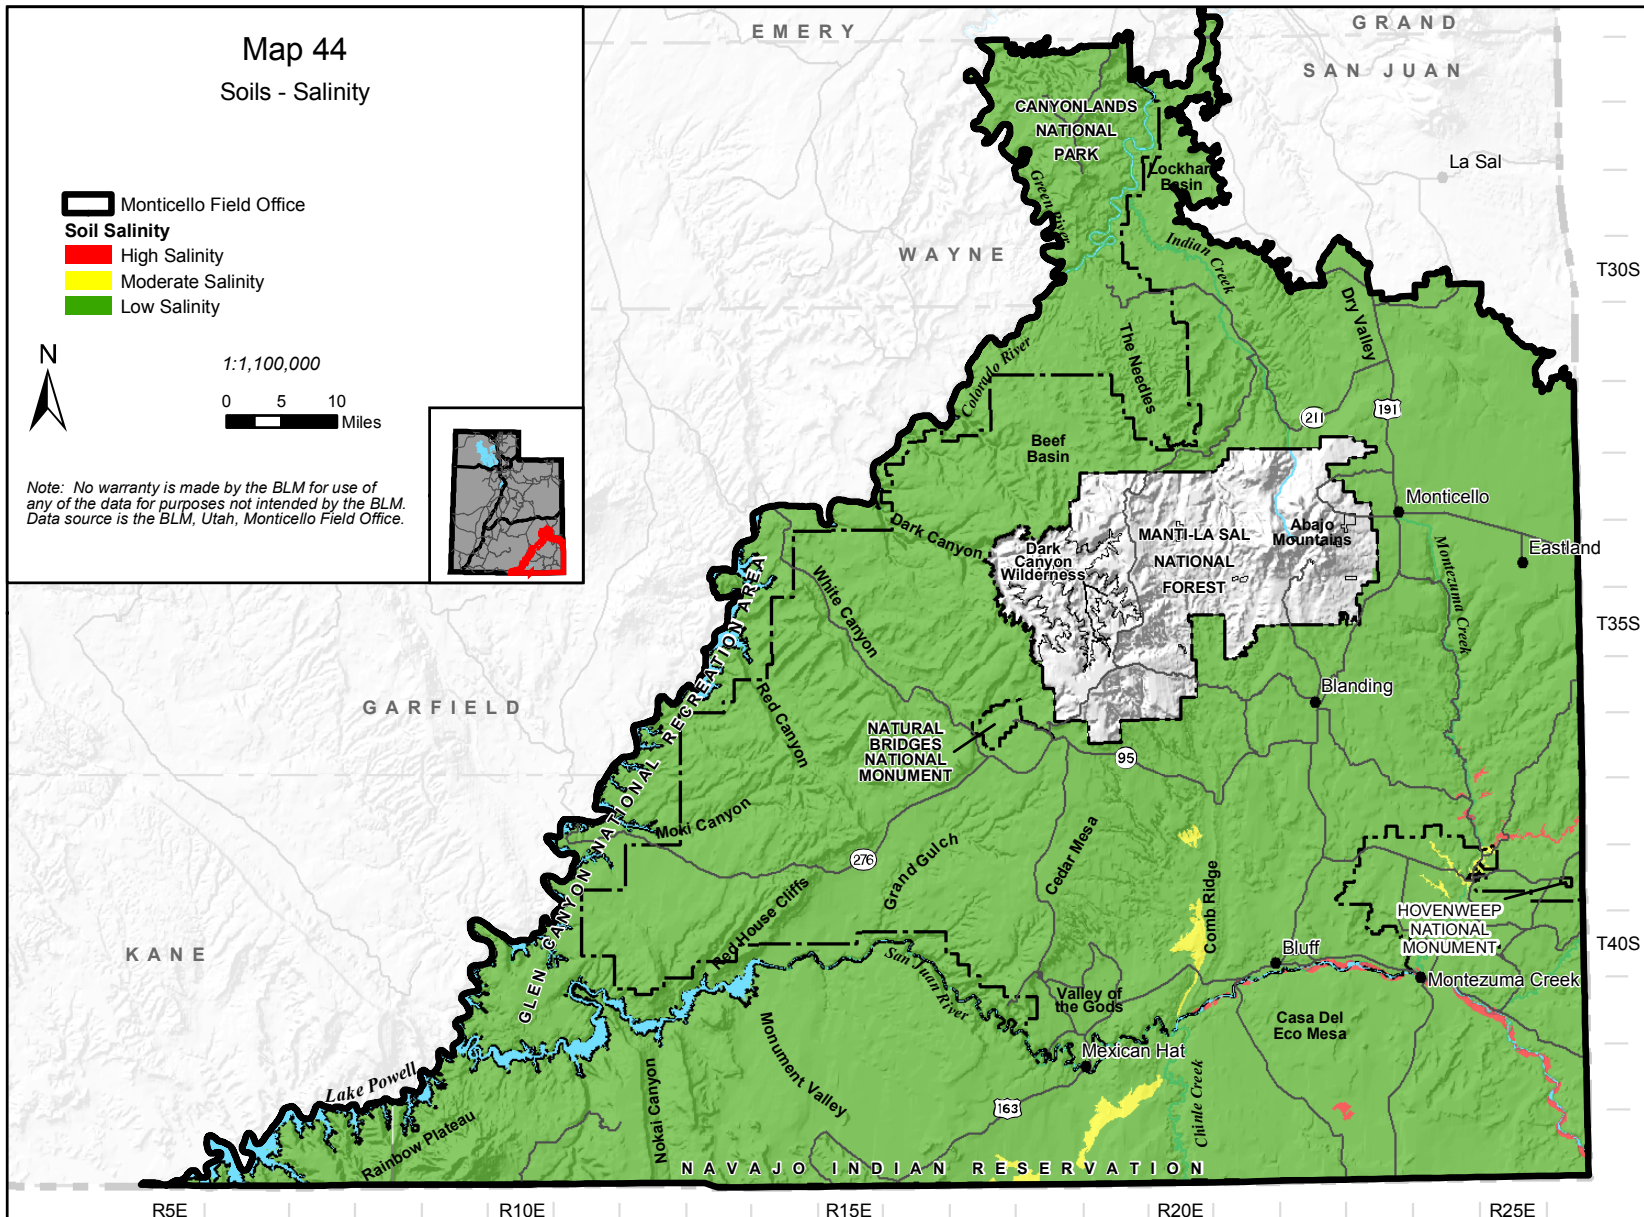 Map 44
Soils - Salinity
Monticello Field Office
Soil Salinity
High Salinity
Moderate Salinity
Low Salinity
N
1:1,100,000
0 5 10
Miles
Note: No warranty is made by the BLM for use of
any of the data for purposes not intended by the BLM.
Data source is the BLM, Utah, Monticello Field Office.
EMERY
GRAND
SAN JUAN
CANYONLANDS
NATIONAL
PARK
Lockhar
Basin
La Sal
Green River
WAYNE
Indian Creek
T30S
Dry Valley
The Needles
Colorado River
191
211
Beef
Basin
Monticello
Dark Canyon
Dark
Canyon
Wilderness
MANTI-LA SAL
NATIONAL
FOREST
Abajo
Mountains
Eastland
Montezuma Creek
White Canyon
T35S
GARFIELD
Red Canyon
Blanding
NATURAL
BRIDGES
NATIONAL
MONUMENT
95
GLEN CANYON NATIONAL RECREATION AREA
Moki Canyon
276
Grand Gulch
Cedar Mesa
Comb Ridge
Red House Cliffs
HOVENWEEP
NATIONAL
MONUMENT
KANE
T40S
Bluff
San Juan River
Montezuma Creek
Valley of
the Gods
Casa Del
Eco Mesa
Mexican Hat
Monument Valley
Lake Powell
Nokai Canyon
Rainbow Plateau
163
Chinle Creek
NAVAJO INDIAN RESERVATION
R5E
R10E
R15E
R20E
R25E